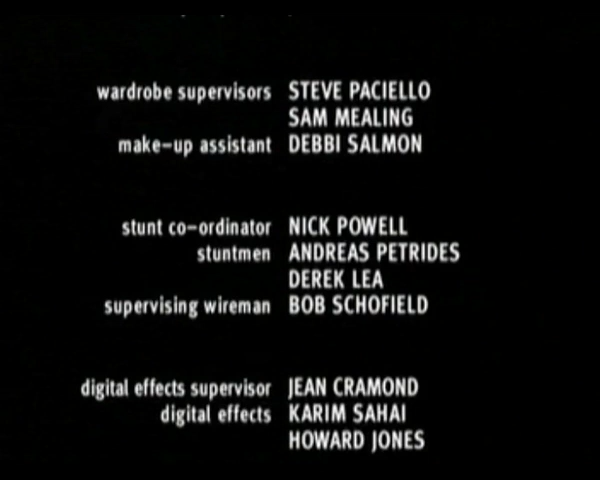 wardrobe supervisors STEVE PACIELLO
SAM MEALING
make-up assistant DEBBI SALMON
stunt co-ordinator NICK POWELL
stuntmen ANDREAS PETRIDES
DEREK LEA
supervising wireman BOB SCHOFIELD
digital effects supervisor JEAN CRAMOND
digital effects KARIM SAHAI
HOWARD JONES